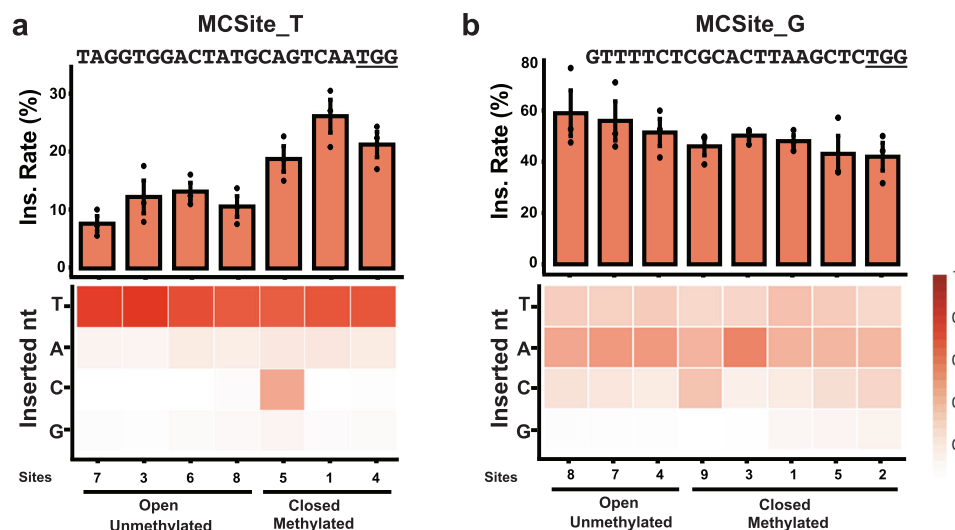 a
MCSite_T
TAGGTGGACTATGCAGTCAATGG
Ins. Rate (%)
30
20
10
0
Inserted nt
T
A
C
G
Sites
7 3 6 8 5 1 4
Open
Unmethylated
Closed
Methylated
b
MCSite_G
GTTTTCTCGCACTTAAGCTCTGG
Ins. Rate (%)
80
60
40
20
0
Inserted nt
T
A
C
G
8 7 4 9 3 1 5 2
Open
Unmethylated
Closed
Methylated